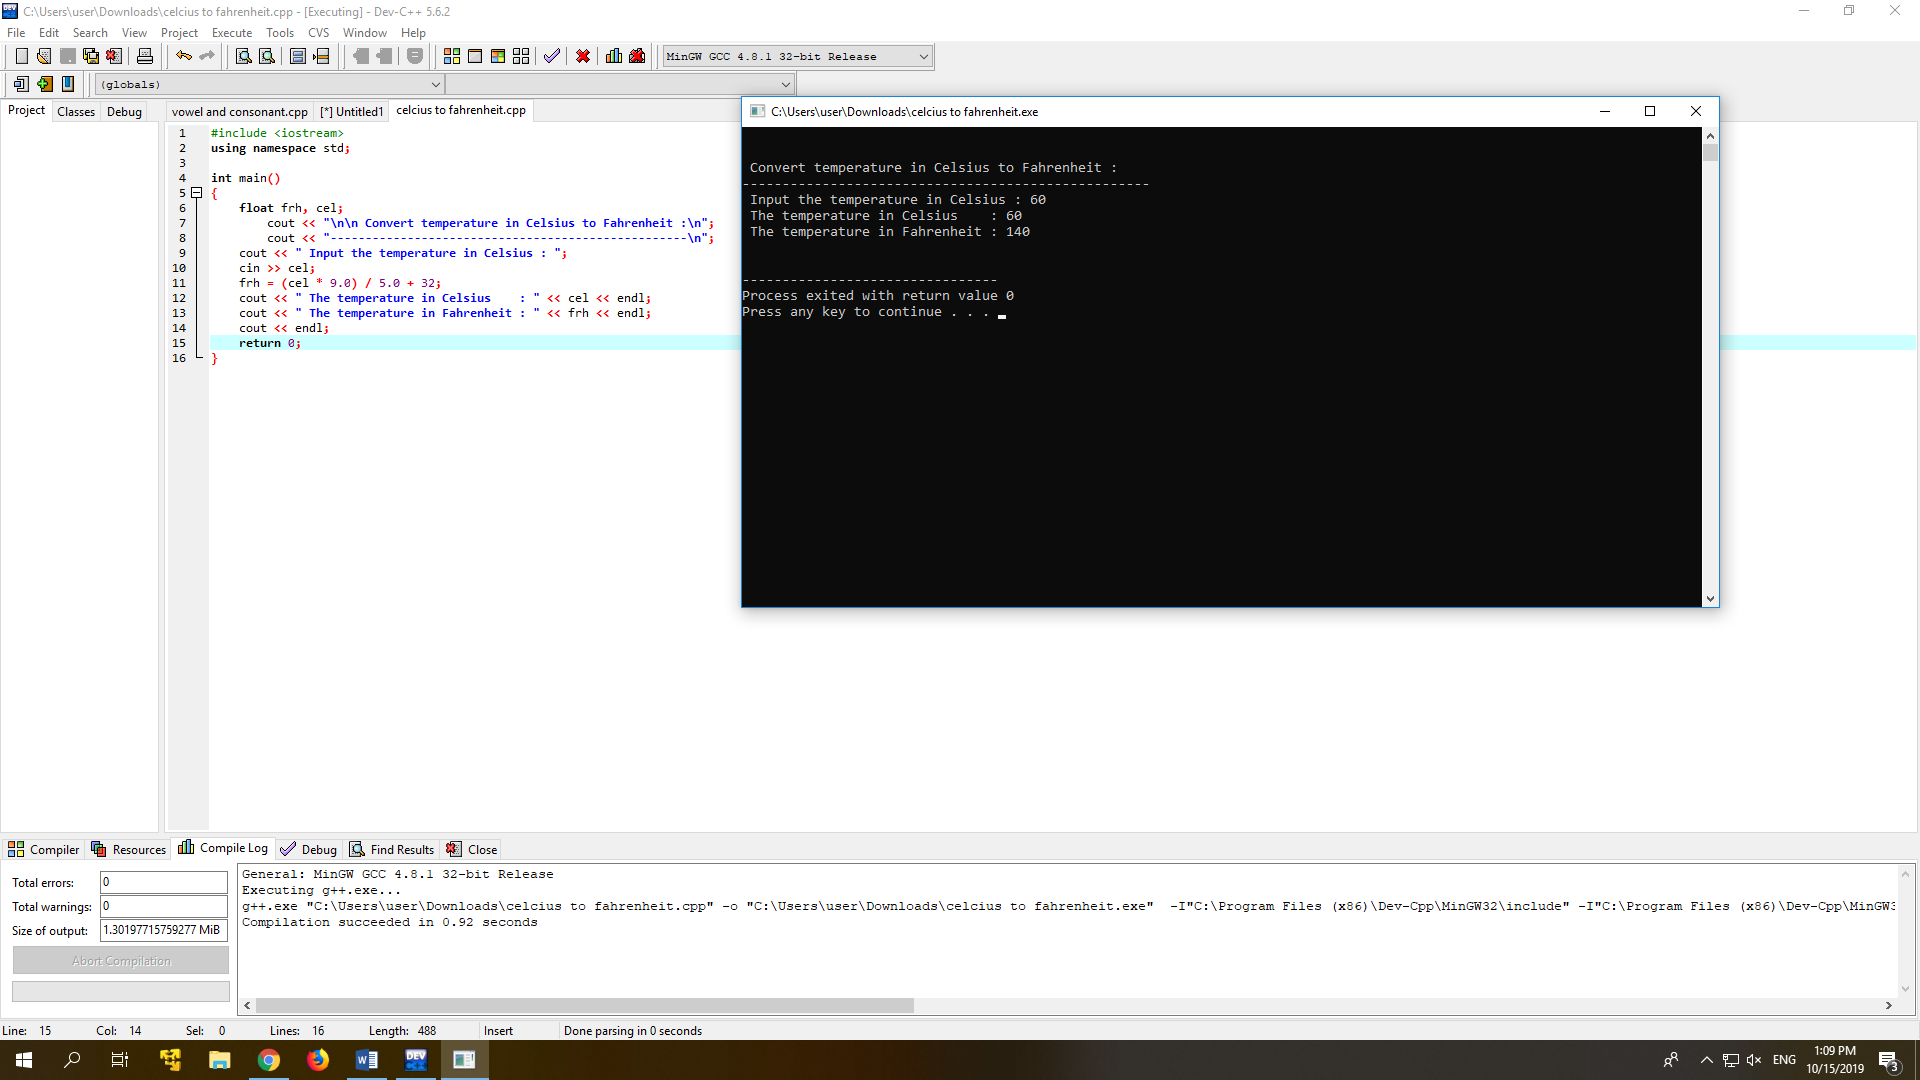 C:\Users\user\Downloads\celcius to fahrenheit.cpp - [Executing] - Dev-C++ 5.6.2
File Edit Search View Project Execute Tools CVS Window Help
MinGW GCC 4.8.1 32-bit Release
(globals)
Project Classes Debug
vowel and consonant.cpp [*] Untitled1 celcius to fahrenheit.cpp
1 #include <iostream>
2 using namespace std;
3
4 int main()
5 {
6 float frh, cel;
7 cout << "\n\n Convert temperature in Celsius to Fahrenheit :\n";
8 cout << "---------------------------------------------------\n";
9 cout << " Input the temperature in Celsius : ";
10 cin >> cel;
11 frh = (cel * 9.0) / 5.0 + 32;
12 cout << " The temperature in Celsius    : " << cel << endl;
13 cout << " The temperature in Fahrenheit : " << frh << endl;
14 cout << endl;
15 return 0;
16 }
C:\Users\user\Downloads\celcius to fahrenheit.exe
Convert temperature in Celsius to Fahrenheit :
---------------------------------------------------
Input the temperature in Celsius : 60
The temperature in Celsius    : 60
The temperature in Fahrenheit : 140
--------------------------------
Process exited with return value 0
Press any key to continue . . .
Compiler Resources Compile Log Debug Find Results Close
Total errors: 0
Total warnings: 0
Size of output: 1.30197715759277 MiB
Abort Compilation
General: MinGW GCC 4.8.1 32-bit Release
Executing g++.exe...
g++.exe "C:\Users\user\Downloads\celcius to fahrenheit.cpp" -o "C:\Users\user\Downloads\celcius to fahrenheit.exe"  -I"C:\Program Files (x86)\Dev-Cpp\MinGW32\include" -I"C:\Program Files (x86)\Dev-Cpp\MinGW3
Compilation succeeded in 0.92 seconds
Line: 15 Col: 14 Sel: 0 Lines: 16 Length: 488 Insert Done parsing in 0 seconds
DEV
ENG
1:09 PM
10/15/2019
3